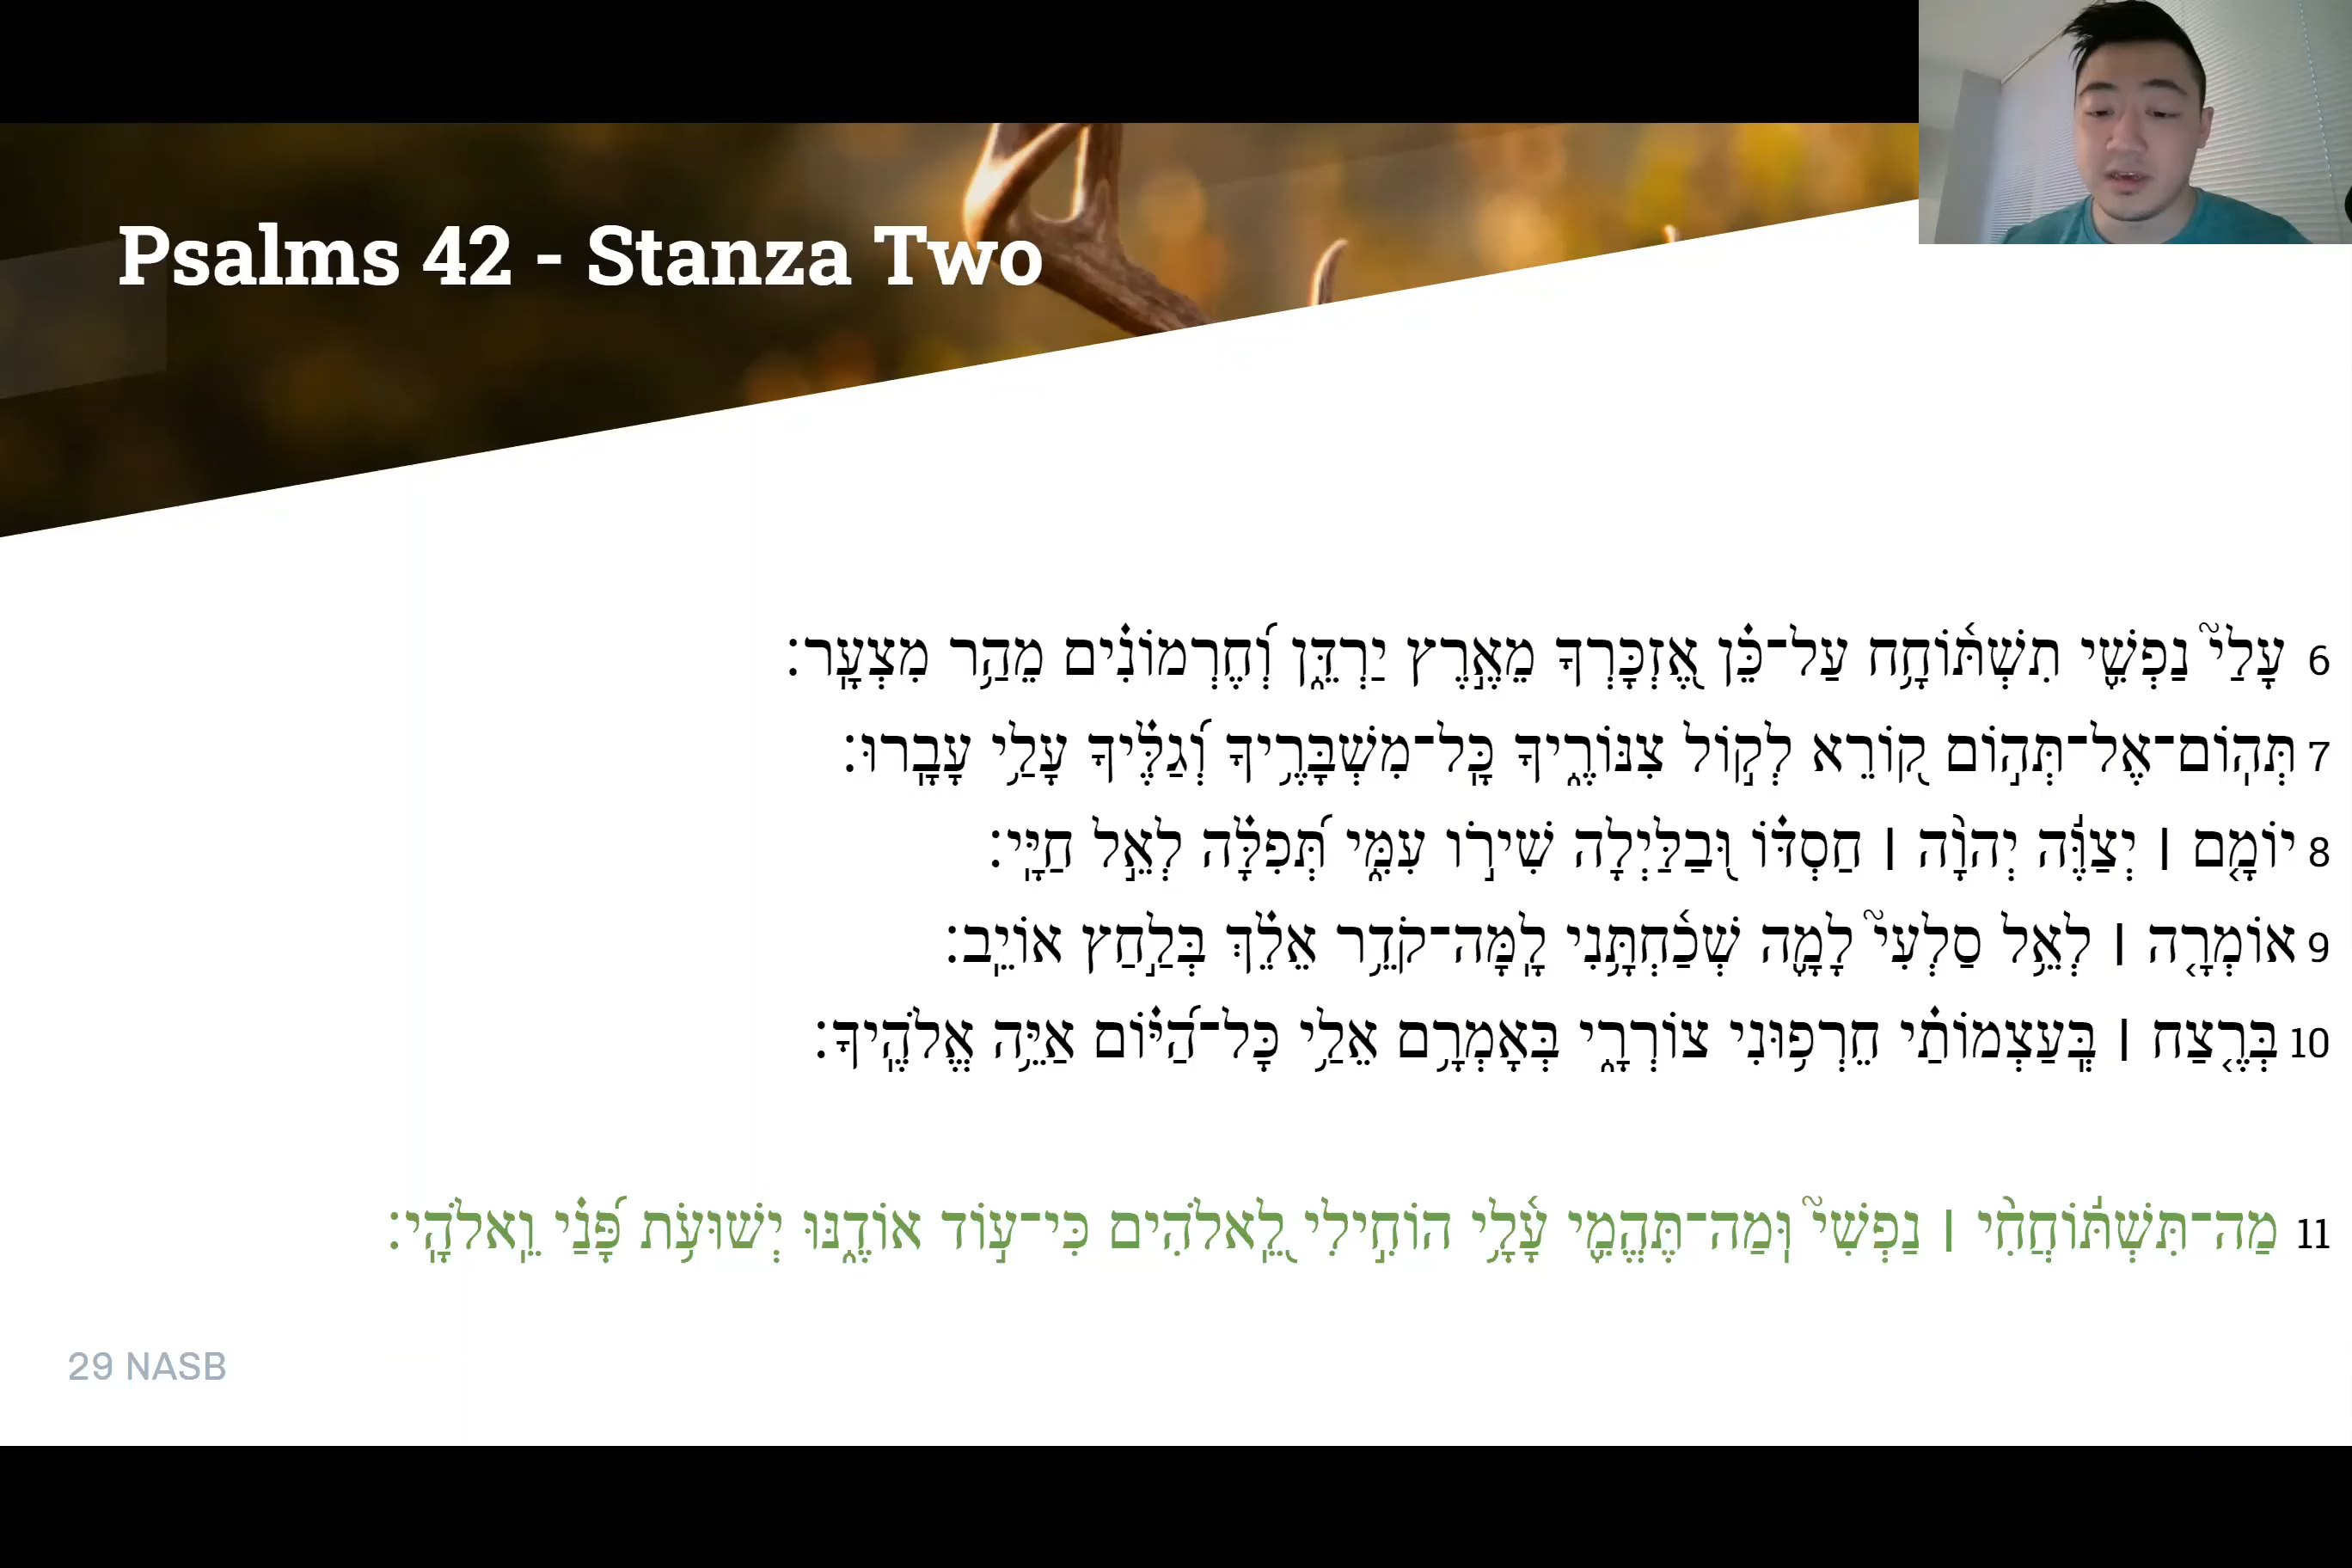 Psalms 42 - Stanza Two
6 עָלַי֮ נַפְשִׁ֪י תִשְׁתּ֫וֹחָ֥ח עַל־כֵּ֗ן אֶ֭זְכָּרְךָ מֵאֶ֣רֶץ יַרְדֵּ֑ן וְ֝חֶרְמוֹנִ֗ים מֵהַ֥ר מִצְעָֽר׃
7 תְּהֽוֹם־אֶל־תְּה֣וֹם ק֭וֹרֵא לְק֣וֹל צִנּוֹרֶ֑יךָ כָּֽל־מִשְׁבָּרֶ֥יךָ וְ֝גַלֶּ֗יךָ עָלַ֥י עָבָֽרוּ׃
8 יוֹמָ֤ם ׀ יְצַוֶּ֬ה יְהוָ֨ה ׀ חַסְדּ֗וֹ וּ֭בַלַּיְלָה שִׁיר֣וֹ עִמִּ֑י תְּ֝פִלָּ֗ה לְאֵ֣ל חַיָּֽי׃
9 אוֹמְרָ֤ה ׀ לְאֵ֥ל סַלְעִי֮ לָמָ֪ה שְׁכַ֫חְתָּ֥נִי לָֽמָּה־קֹדֵ֥ר אֵלֵ֗ךְ בְּלַ֣חַץ אוֹיֵֽב׃
10 בְּרֶ֤צַח ׀ בְּֽעַצְמוֹתַ֗י חֵרְפ֥וּנִי צוֹרְרָ֑י בְּאָמְרָ֥ם אֵלַ֥י כָּל־הַ֝יּ֗וֹם אַיֵּ֥ה אֱלֹהֶֽיךָ׃
11 מַה־תִּשְׁתּ֬וֹחֲחִ֨י ׀ נַפְשִׁי֮ וּֽמַה־תֶּהֱמִ֪י עָ֫לָ֥י הוֹחִ֣ילִי לֵ֭אלֹהִים כִּי־ע֣וֹד אוֹדֶ֑נּוּ יְשׁוּעֹ֥ת פָּ֝נַ֗י וֵֽאלֹהָֽי׃
29 NASB